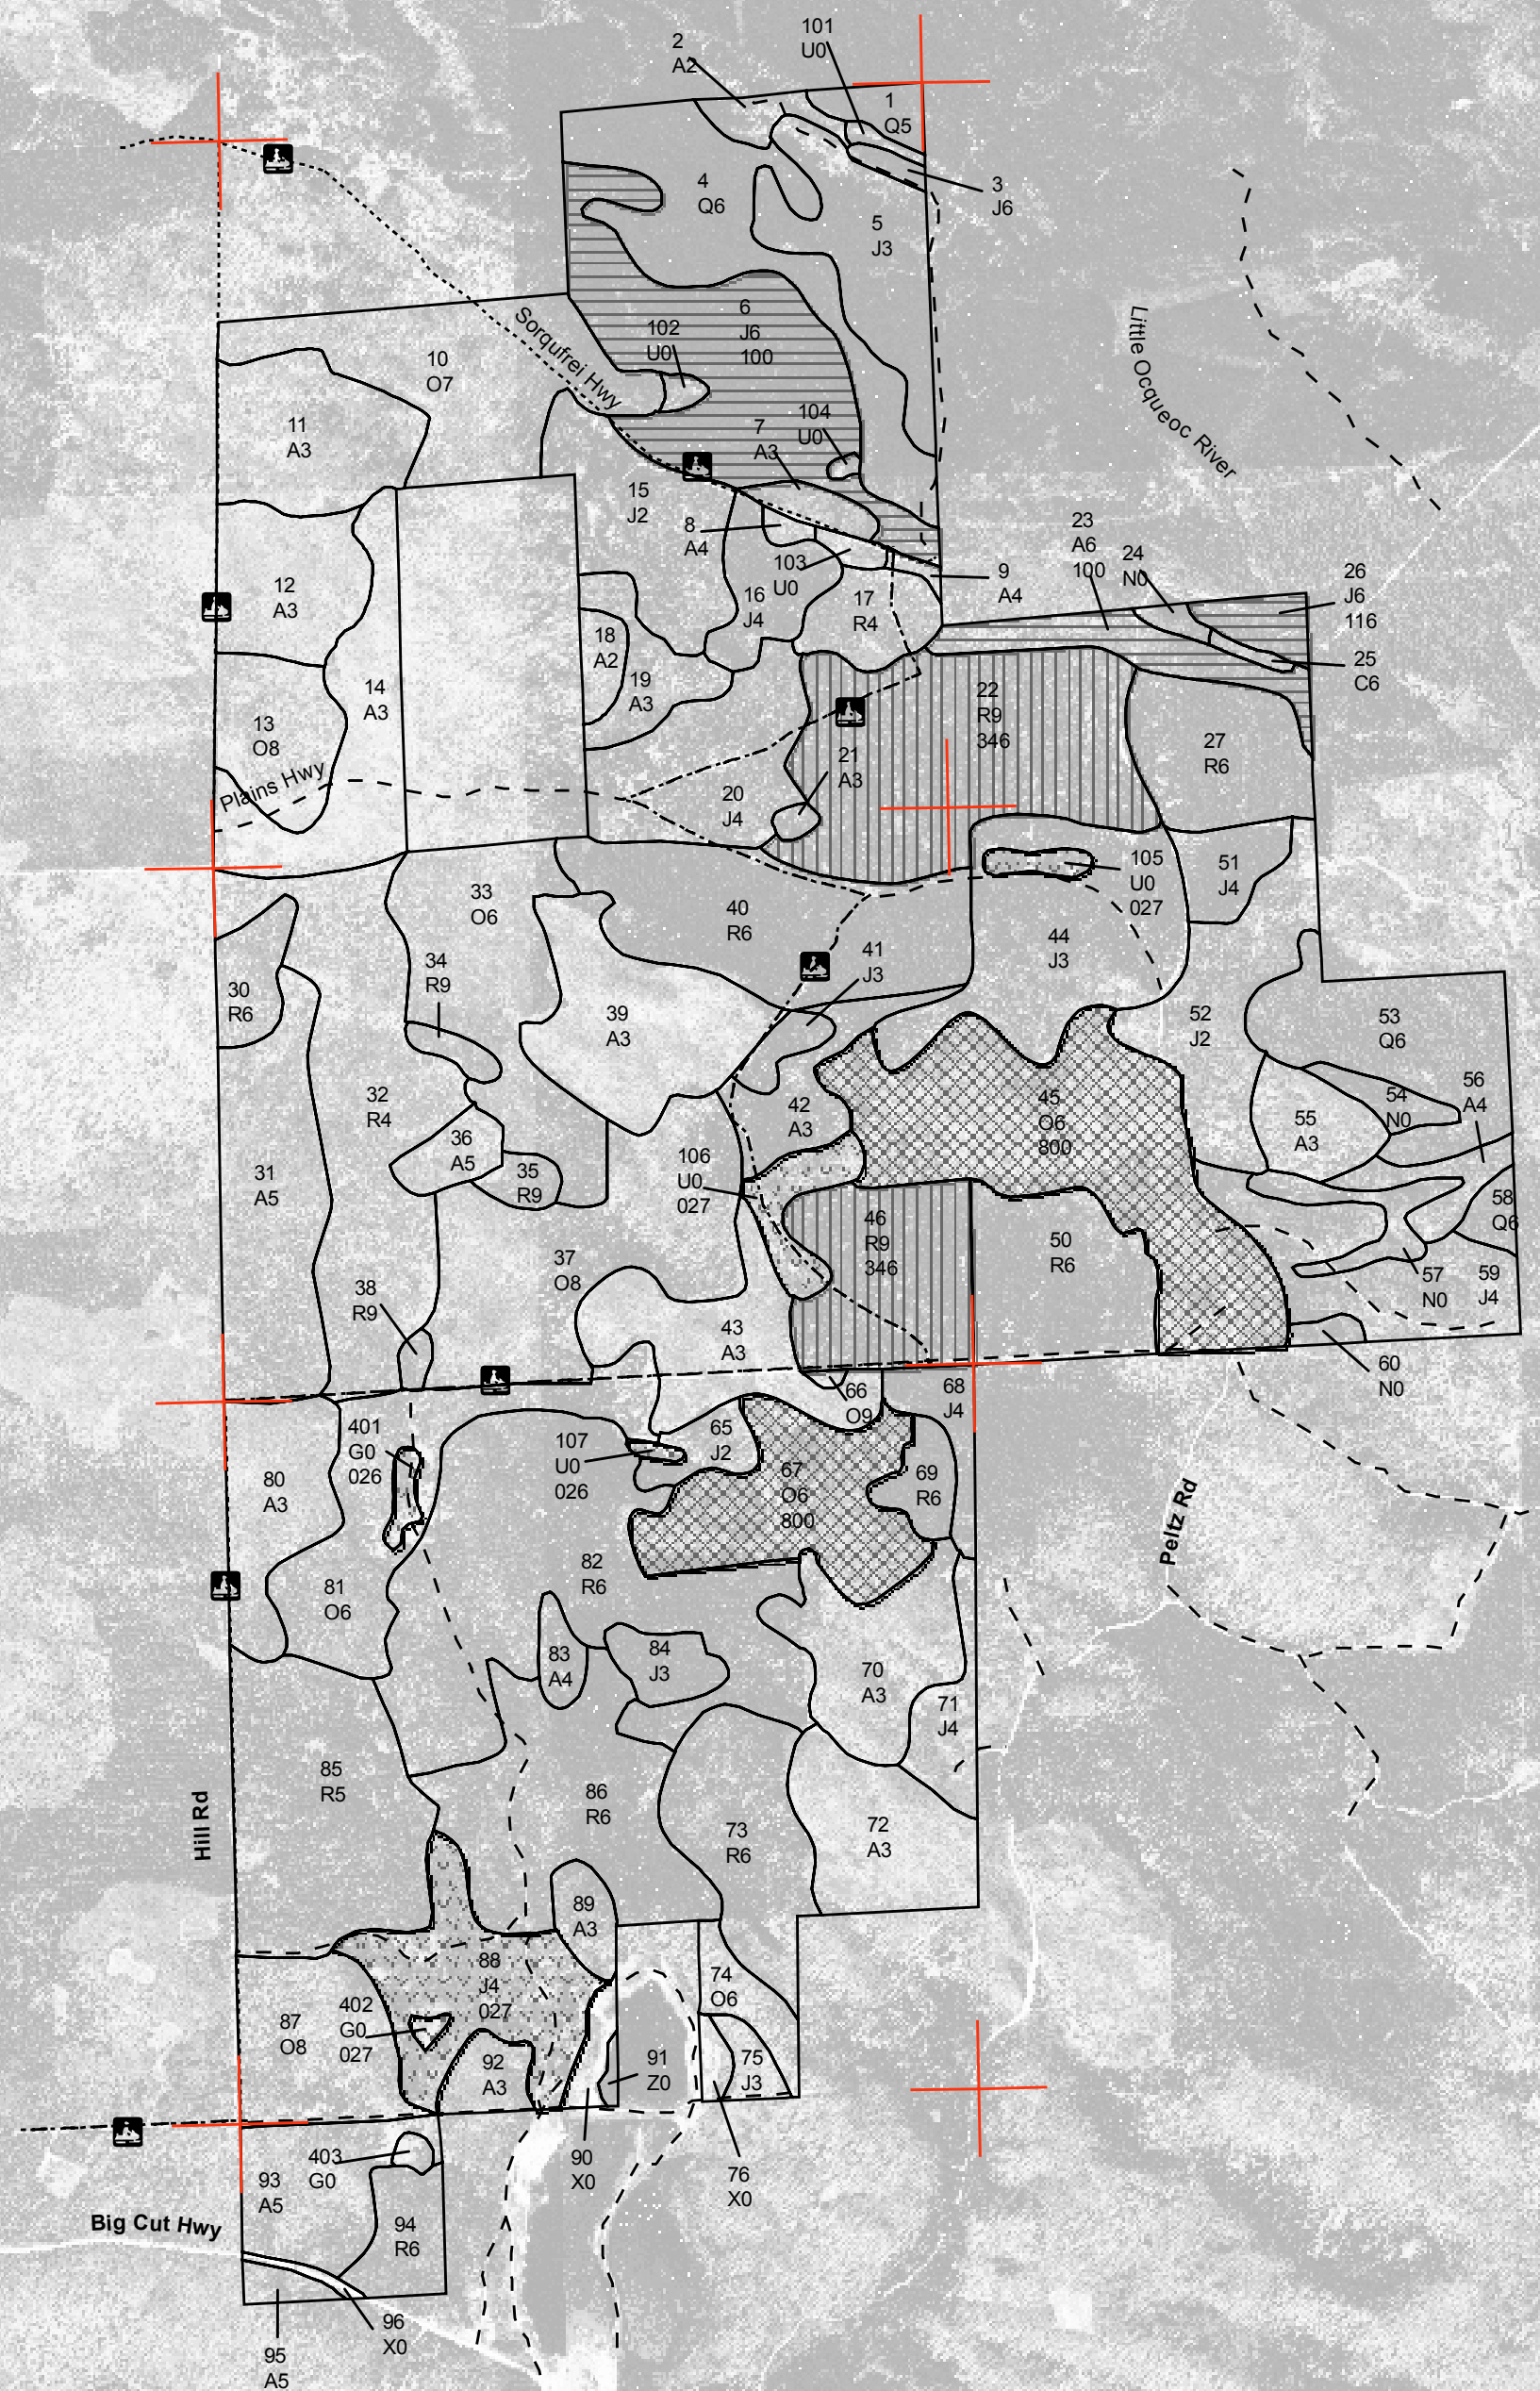 101
U0
2
A2
1
Q5
3
J6
4
Q6
5
J3
6
J6
100
102
U0
Sorqufrei Hwy
Little Ocqueoc River
10
O7
11
A3
7
A3
104
U0
15
J2
8
A4
103
U0
9
A4
23
A6
100
24
N0
26
J6
116
25
C6
12
A3
16
J4
17
R4
18
A2
19
A3
14
A3
13
O8
Plains Hwy
22
R9
346
27
R6
21
A3
20
J4
105
U0
027
51
J4
33
O6
40
R6
41
J3
44
J3
34
R9
30
R6
39
A3
52
J2
53
Q6
32
R4
42
A3
45
O6
800
54
N0
56
A4
55
A3
36
A5
35
R9
106
U0
027
31
A5
46
R9
346
50
R6
58
Q6
37
O8
57
N0
59
J4
38
R9
43
A3
60
N0
66
O9
68
J4
401
G0
026
107
U0
026
65
J2
67
O6
800
69
R6
80
A3
Peltz Rd
82
R6
81
O6
83
A4
84
J3
70
A3
71
J4
85
R5
86
R6
Hill Rd
73
R6
72
A3
89
A3
88
J4
027
74
O6
402
G0
027
87
O8
92
A3
91
Z0
75
J3
90
X0
76
X0
403
G0
93
A5
Big Cut Hwy
94
R6
96
X0
95
A5